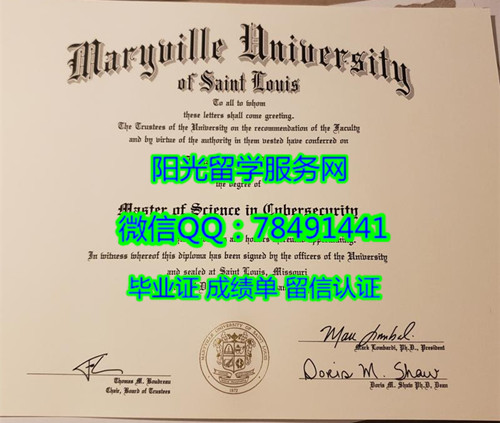 Maryville University
of Saint Louis
To all to whom
these letters shall come greeting.
The Trustees of the University on the recommendation of the Faculty
and by virtue of the authority in them vested have conferred on
阳光留学服务网
the degree of
Master of Science in Cybersecurity
微信QQ：78491441
In witness whereof this diploma has been signed by the officers of the University
and sealed at Saint Louis, Missouri
毕业证 成绩单 留信认证
Mark Lombardi, Ph.D., President
Doris M. Shaw
Thomas M. Boudreau
Chair, Board of Trustees
Doris M. Shaw Ph.D, Dean